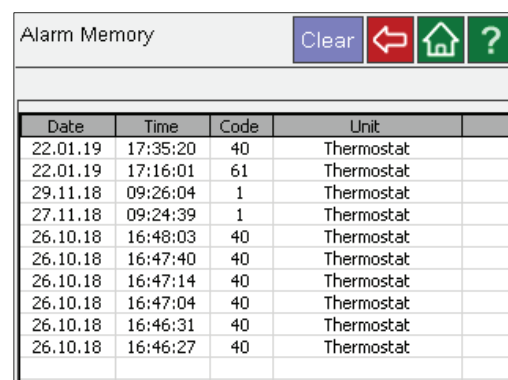 Alarm Memory Clear ?
Date Time Code Unit
22.01.19 17:35:20 40 Thermostat
22.01.19 17:16:01 61 Thermostat
29.11.18 09:26:04 1 Thermostat
27.11.18 09:24:39 1 Thermostat
26.10.18 16:48:03 40 Thermostat
26.10.18 16:47:40 40 Thermostat
26.10.18 16:47:14 40 Thermostat
26.10.18 16:47:04 40 Thermostat
26.10.18 16:46:31 40 Thermostat
26.10.18 16:46:27 40 Thermostat